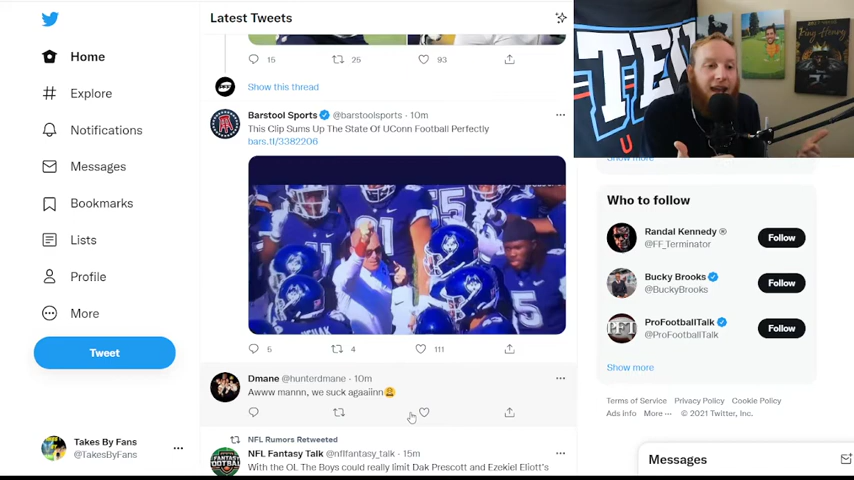 Home
Explore
Notifications
Messages
Bookmarks
Lists
Profile
More
Tweet
Takes By Fans
@TakesByFans
Latest Tweets
15
25
93
Show this thread
Barstool Sports @barstoolsports · 10m
This Clip Sums Up The State Of UConn Football Perfectly
bars.tl/3382206
5
4
111
Dmane @hunterdmane · 10m
Awww mannn, we suck agaaiinn
NFL Rumors Retweeted
NFL Fantasy Talk @nflfantasy_talk · 15m
With the OL The Boys could really limit Dak Prescott and Ezekiel Eliott's
Show more
Who to follow
Randal Kennedy ®
@FF_Terminator
Follow
Bucky Brooks
@BuckyBrooks
Follow
ProFootballTalk
@ProFootballTalk
Follow
Show more
Terms of Service Privacy Policy Cookie Policy
Ads info More ··· © 2021 Twitter, Inc.
Messages